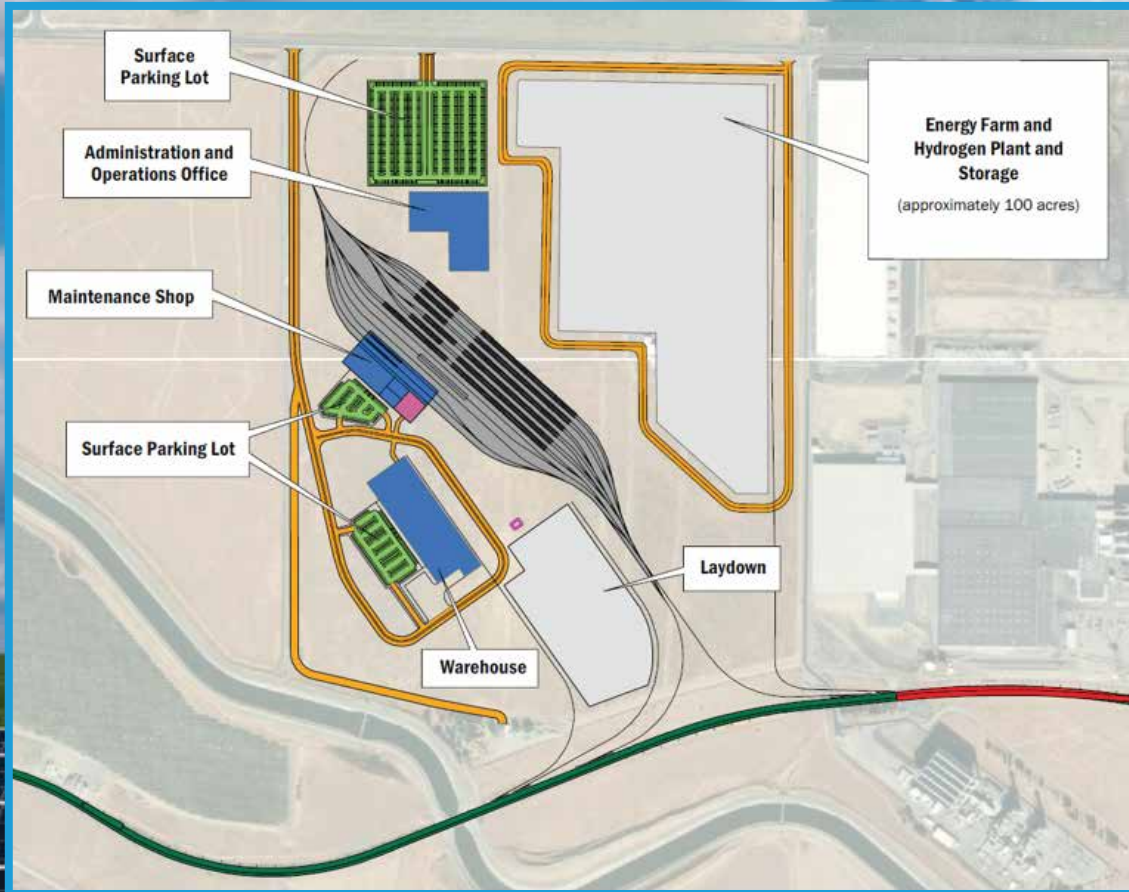 Surface
Parking Lot
Administration and
Operations Office
Maintenance Shop
Surface Parking Lot
Energy Farm and
Hydrogen Plant and
Storage
(approximately 100 acres)
Laydown
Warehouse